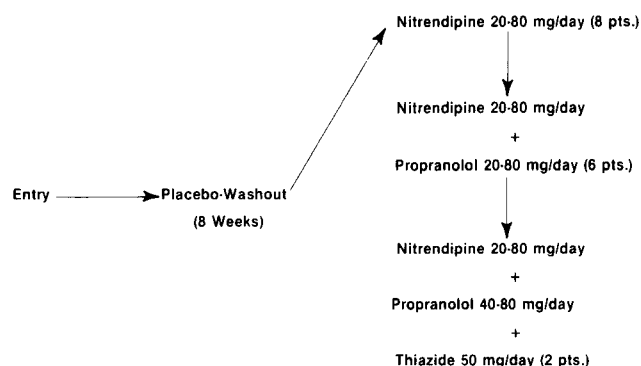 Nitrendipine 20-80 mg/day (8 pts.)
Nitrendipine 20-80 mg/day
+
Propranolol 20-80 mg/day (6 pts.)
Entry
Placebo-Washout
(8 Weeks)
Nitrendipine 20-80 mg/day
+
Propranolol 40-80 mg/day
+
Thiazide 50 mg/day (2 pts.)